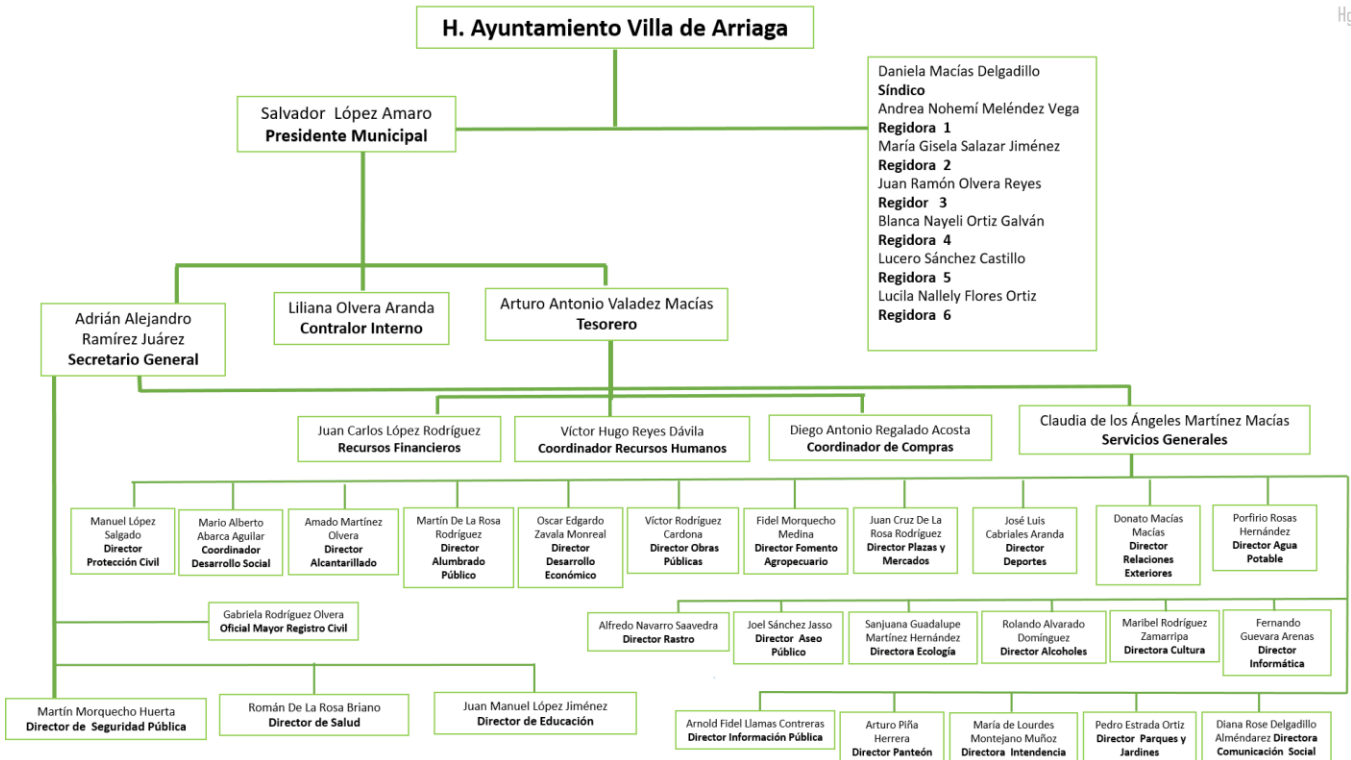 H. Ayuntamiento Villa de Arriaga
Hg
Daniela Macías Delgadillo
Síndico
Andrea Nohemí Meléndez Vega
Regidora 1
María Gisela Salazar Jiménez
Regidora 2
Juan Ramón Olvera Reyes
Regidor 3
Blanca Nayeli Ortiz Galván
Regidora 4
Lucero Sánchez Castillo
Regidora 5
Lucila Nallely Flores Ortiz
Regidora 6
Salvador López Amaro
Presidente Municipal
Adrián Alejandro
Ramírez Juárez
Secretario General
Liliana Olvera Aranda
Contralor Interno
Arturo Antonio Valadez Macías
Tesorero
Juan Carlos López Rodríguez
Recursos Financieros
Víctor Hugo Reyes Dávila
Coordinador Recursos Humanos
Diego Antonio Regalado Acosta
Coordinador de Compras
Claudia de los Ángeles Martínez Macías
Servicios Generales
Manuel López
Salgado
Director
Protección Civil
Mario Alberto
Abarca Aguilar
Coordinador
Desarrollo Social
Amado Martínez
Olvera
Director
Alcantarillado
Martín De La Rosa
Rodríguez
Director
Alumbrado
Público
Oscar Edgardo
Zavala Monreal
Director
Desarrollo
Económico
Víctor Rodríguez
Cardona
Director Obras
Públicas
Fidel Morquecho
Medina
Director Fomento
Agropecuario
Juan Cruz De La
Rosa Rodríguez
Director Plazas y
Mercados
José Luis
Cabriales Aranda
Director
Deportes
Donato Macías
Macías
Director
Relaciones
Exteriores
Porfirio Rosas
Hernández
Director Agua
Potable
Gabriela Rodríguez Olvera
Oficial Mayor Registro Civil
Alfredo Navarro Saavedra
Director Rastro
Joel Sánchez Jasso
Director Aseo
Público
Sanjuana Guadalupe
Martínez Hernández
Directora Ecología
Rolando Alvarado
Domínguez
Director Alcoholes
Maribel Rodríguez
Zamarripa
Directora Cultura
Fernando
Guevara Arenas
Director
Informática
Martín Morquecho Huerta
Director de Seguridad Pública
Román De La Rosa Briano
Director de Salud
Juan Manuel López Jiménez
Director de Educación
Arnold Fidel Llamas Contreras
Director Información Pública
Arturo Piña
Herrera
Director Panteón
María de Lourdes
Montejano Muñoz
Directora Intendencia
Pedro Estrada Ortiz
Director Parques y
Jardines
Diana Rose Delgadillo
Alméndarez Directora
Comunicación Social